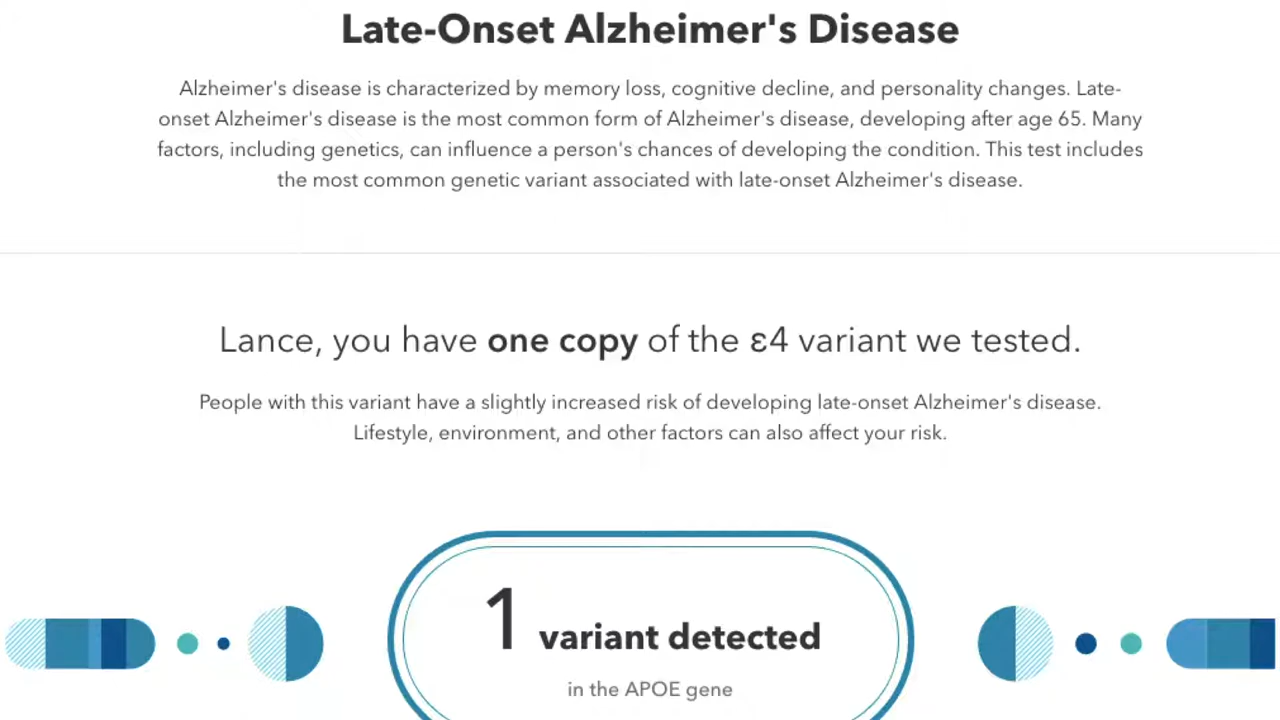 Late-Onset Alzheimer's Disease
Alzheimer's disease is characterized by memory loss, cognitive decline, and personality changes. Late-
onset Alzheimer's disease is the most common form of Alzheimer's disease, developing after age 65. Many
factors, including genetics, can influence a person's chances of developing the condition. This test includes
the most common genetic variant associated with late-onset Alzheimer's disease.
Lance, you have one copy of the ε4 variant we tested.
People with this variant have a slightly increased risk of developing late-onset Alzheimer's disease.
Lifestyle, environment, and other factors can also affect your risk.
1 variant detected
in the APOE gene